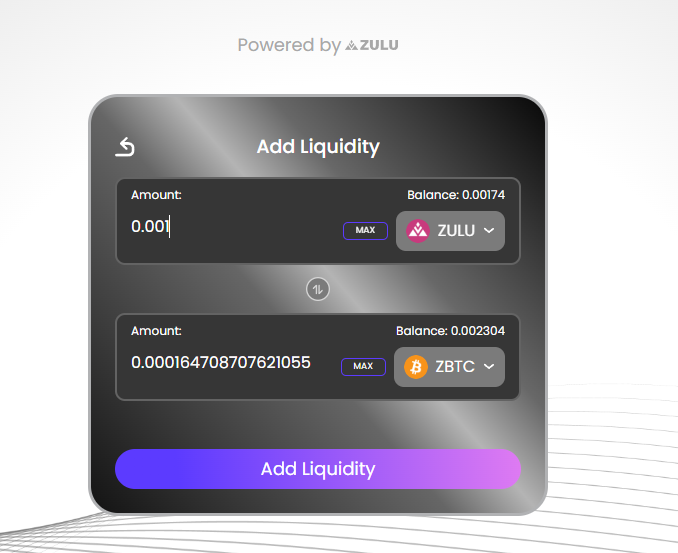 Powered by ZULU
Add Liquidity
Amount: Balance: 0.00174
0.001 MAX ZULU
Amount: Balance: 0.002304
0.000164708707621055 MAX ZBTC
Add Liquidity